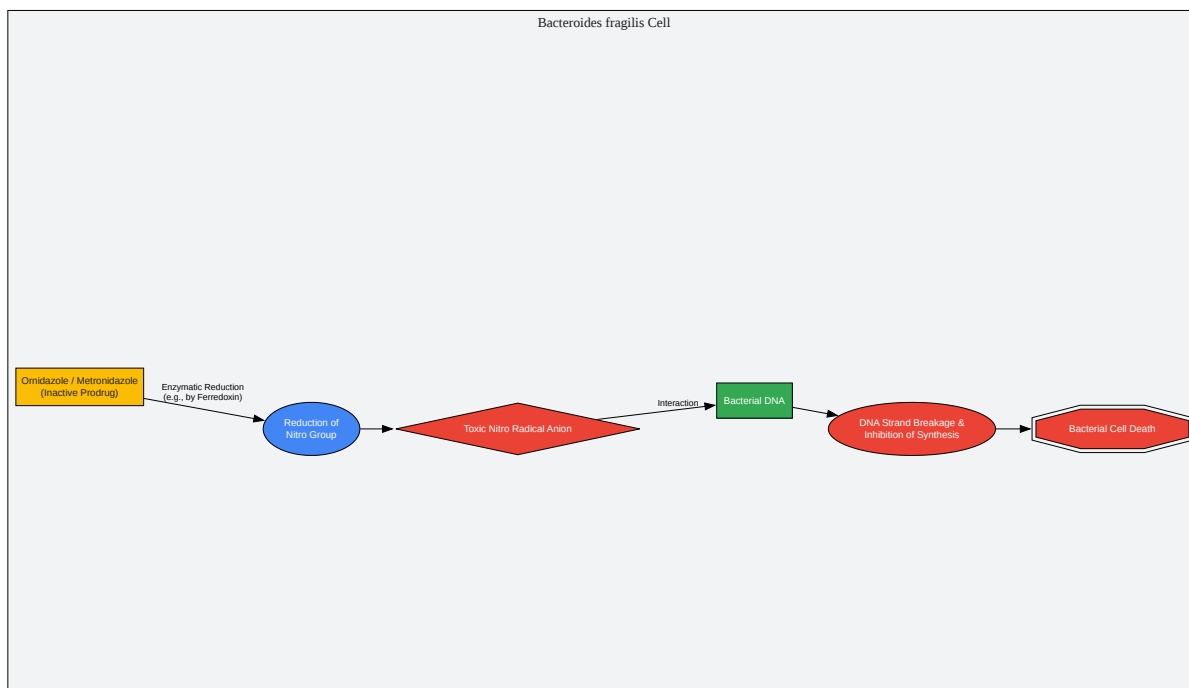 Bacteroides fragilis Cell
Ornidazole / Metronidazole
(Inactive Prodrug)
Enzymatic Reduction
(e.g., by Ferredoxin)
Reduction of
Nitro Group
Toxic Nitro Radical Anion
Interaction
Bacterial DNA
DNA Strand Breakage &
Inhibition of Synthesis
Bacterial Cell Death